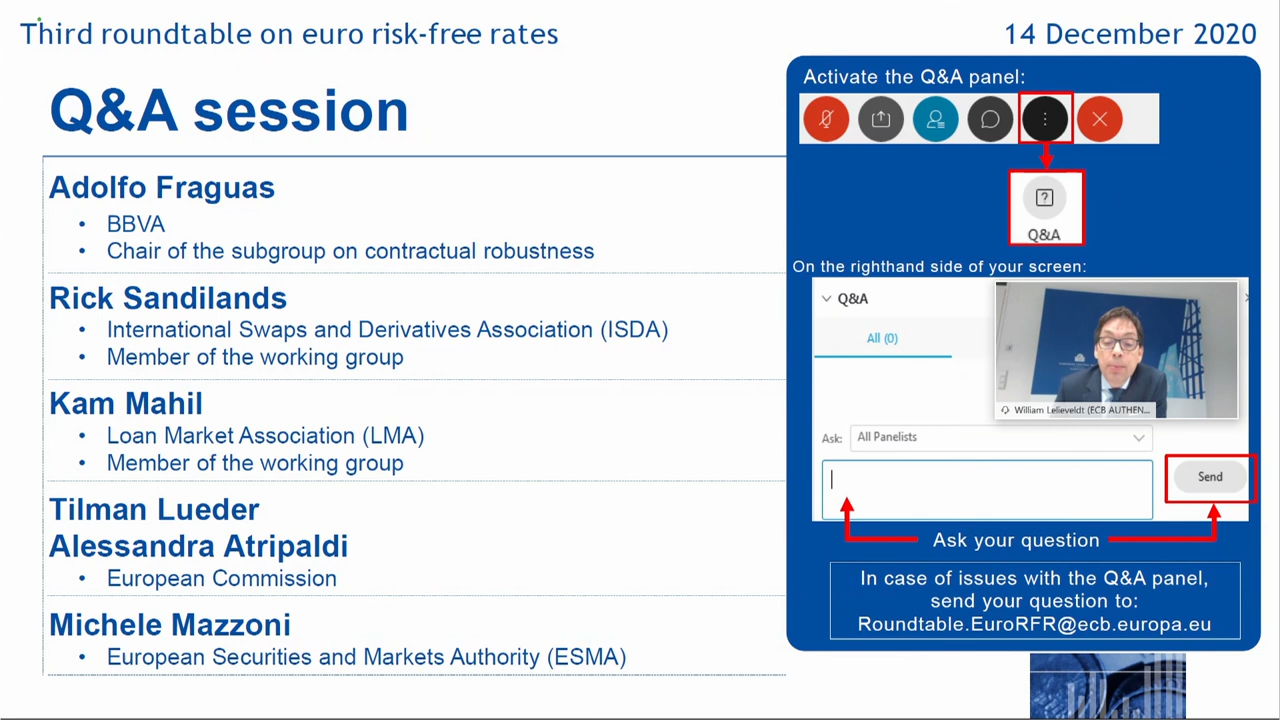 Third roundtable on euro risk-free rates
14 December 2020
Q&A session
Adolfo Fraguas
• BBVA
• Chair of the subgroup on contractual robustness
Rick Sandilands
• International Swaps and Derivatives Association (ISDA)
• Member of the working group
Kam Mahil
• Loan Market Association (LMA)
• Member of the working group
Tilman Lueder
Alessandra Atripaldi
• European Commission
Michele Mazzoni
• European Securities and Markets Authority (ESMA)
Activate the Q&A panel:
Q&A
On the righthand side of your screen:
Q&A
All (0)
William Lelieveldt (ECB AUTHEN...
Ask: All Panelists
Send
Ask your question
In case of issues with the Q&A panel,
send your question to:
Roundtable.EuroRFR@ecb.europa.eu